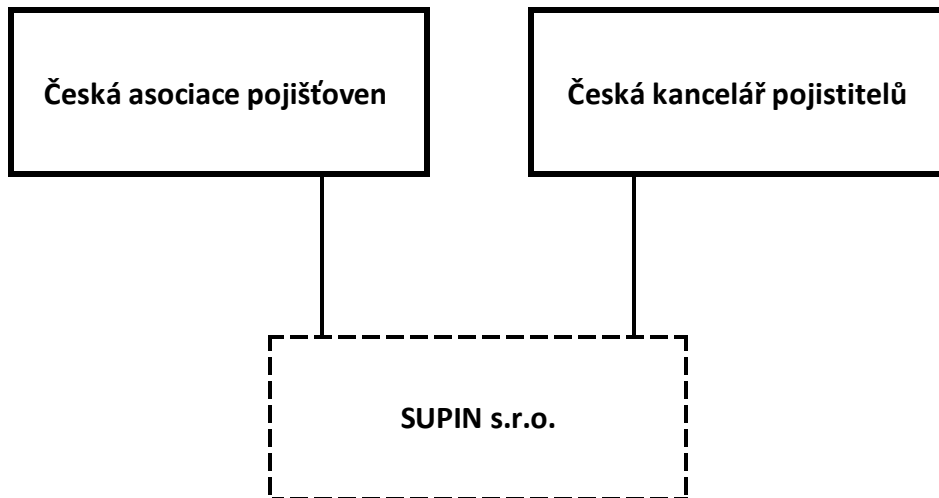 Česká asociace pojišťoven
Česká kancelář pojistitelů
SUPIN s.r.o.